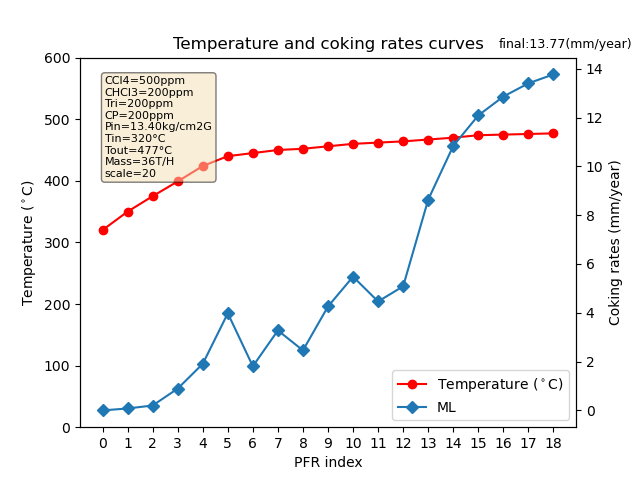 Temperature and coking rates curves
final:13.77(mm/year)
CCl4=500ppm
CHCl3=200ppm
Tri=200ppm
CP=200ppm
Pin=13.40kg/cm2G
Tin=320°C
Tout=477°C
Mass=36T/H
scale=20
Temperature (°C)
600
500
400
300
200
100
0
14
12
10
8
6
4
2
0
Coking rates (mm/year)
Temperature (°C)
ML
0 1 2 3 4 5 6 7 8 9 10 11 12 13 14 15 16 17 18
PFR index